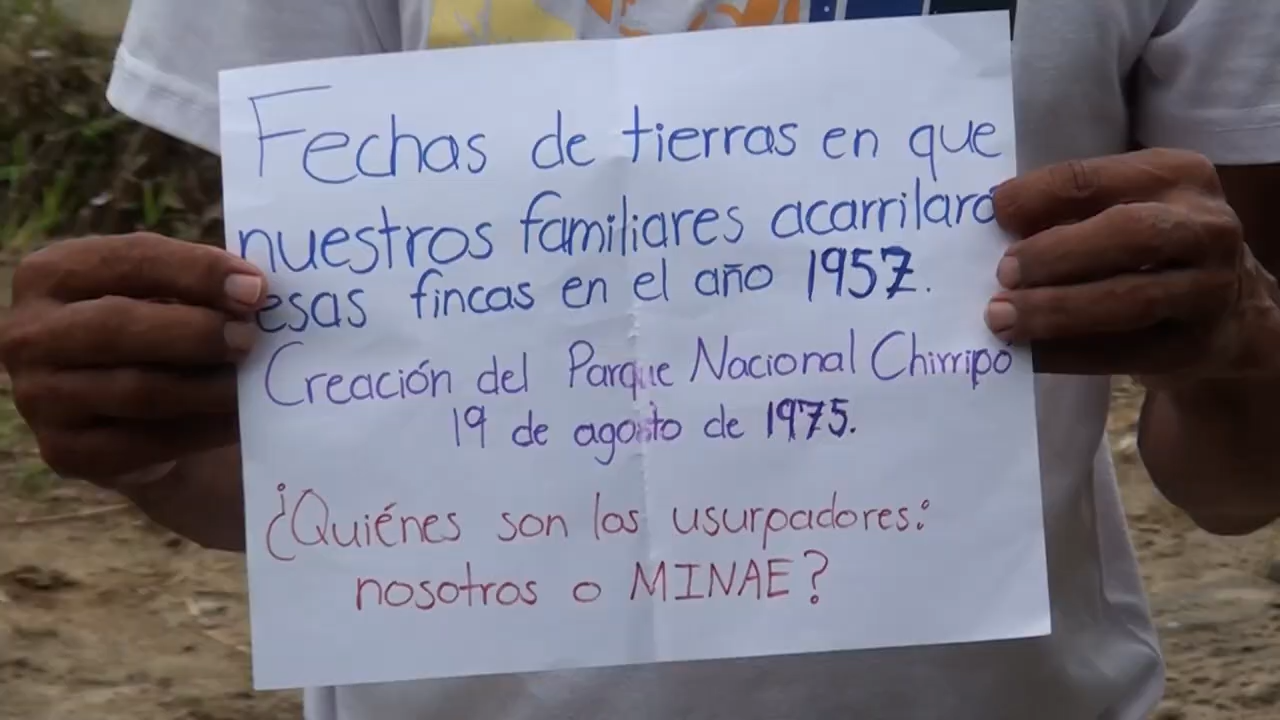 Fechas de tierras en que
nuestros familiares acarrilaro
esas fincas en el año 1957.
Creación del Parque Nacional Chirripó
19 de agosto de 1975.
¿Quiénes son los usurpadores:
nosotros o MINAE?